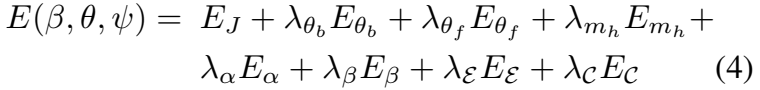 E(β, θ, ψ) = E_J + λ_{θ_b} E_{θ_b} + λ_{θ_f} E_{θ_f} + λ_{m_h} E_{m_h} +
λ_α E_α + λ_β E_β + λ_ℰ E_ℰ + λ_𝒞 E_𝒞 (4)